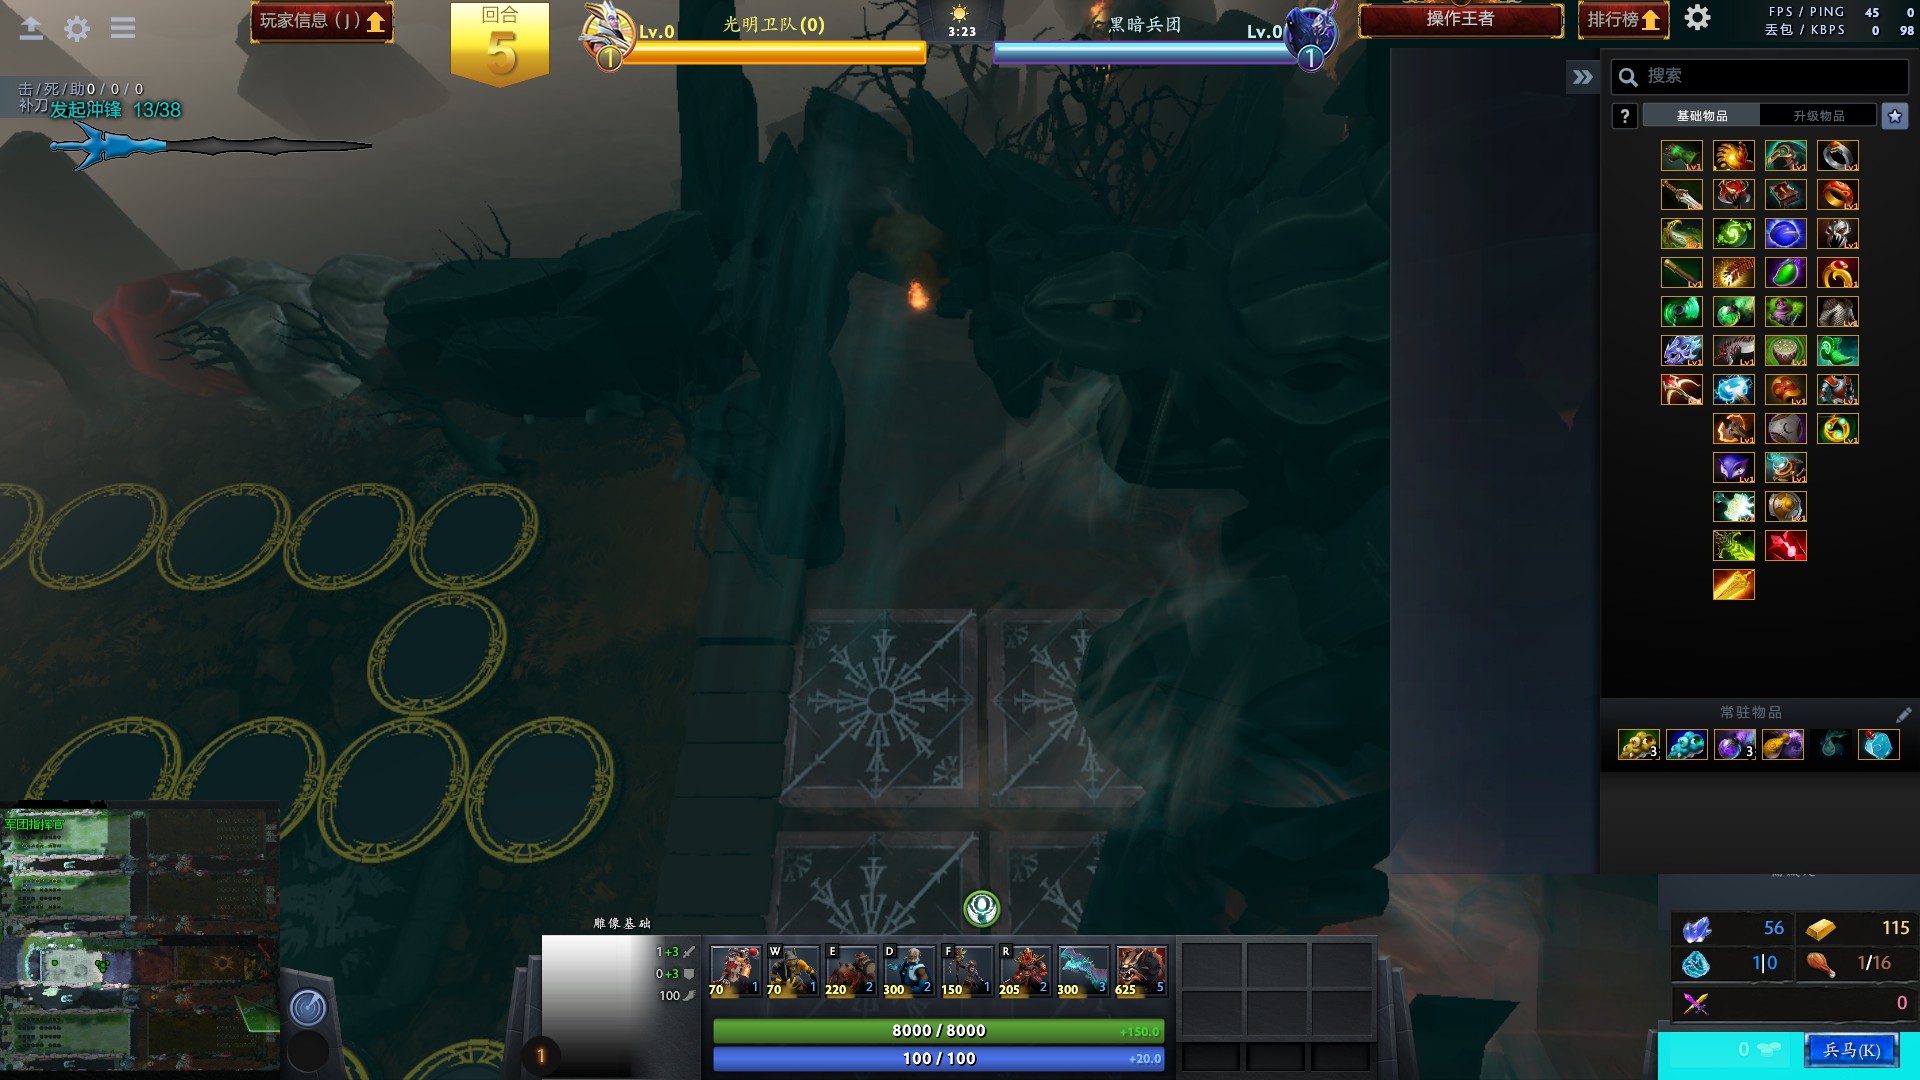 玩家信息 (J)
回合
5
Lv.0
光明卫队(0)
1
3:23
黑暗兵团
Lv.0
1
操作王者
排行榜
FPS / PING 45 0
丢包 / KBPS 0 98
击/死/助0 / 0 / 0
补刀
发起冲锋 13/38
搜索
?
基础物品
升级物品
常驻物品
3
3
军团指挥官
雕像基础
1+3
0+3
100
1
W
E
D
F
R
70 1
70 1
220 2
300 2
150 1
205 2
300 3
625 5
8000 / 8000
+150.0
100 / 100
+20.0
56
115
1|0
1/16
0
0
兵马(K)